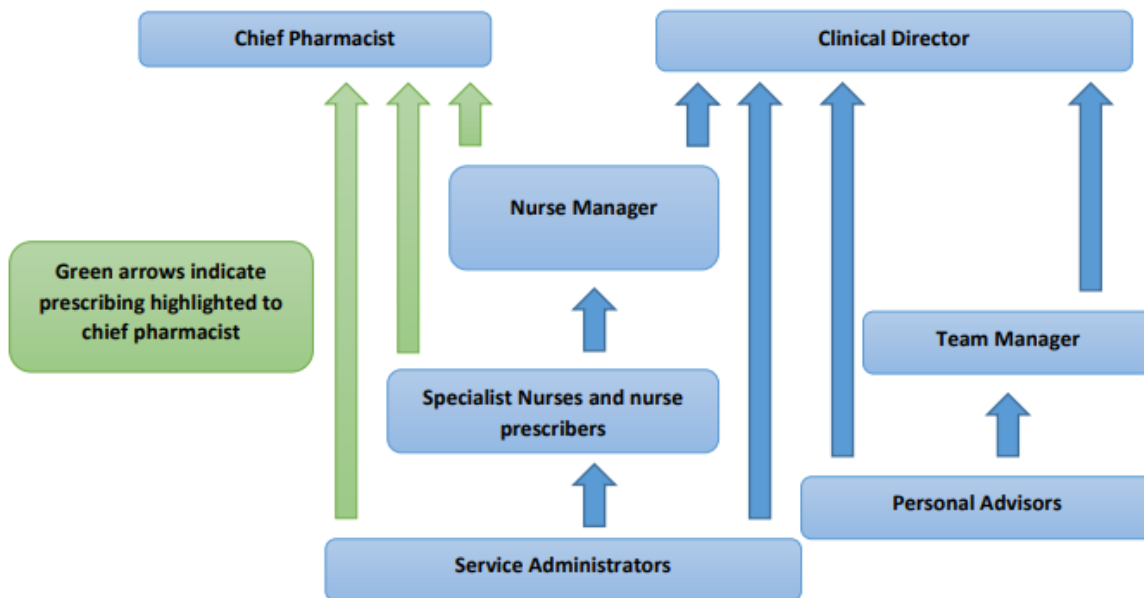 Chief Pharmacist
Clinical Director
Nurse Manager
Green arrows indicate
prescribing highlighted to
chief pharmacist
Team Manager
Specialist Nurses and nurse
prescribers
Personal Advisors
Service Administrators